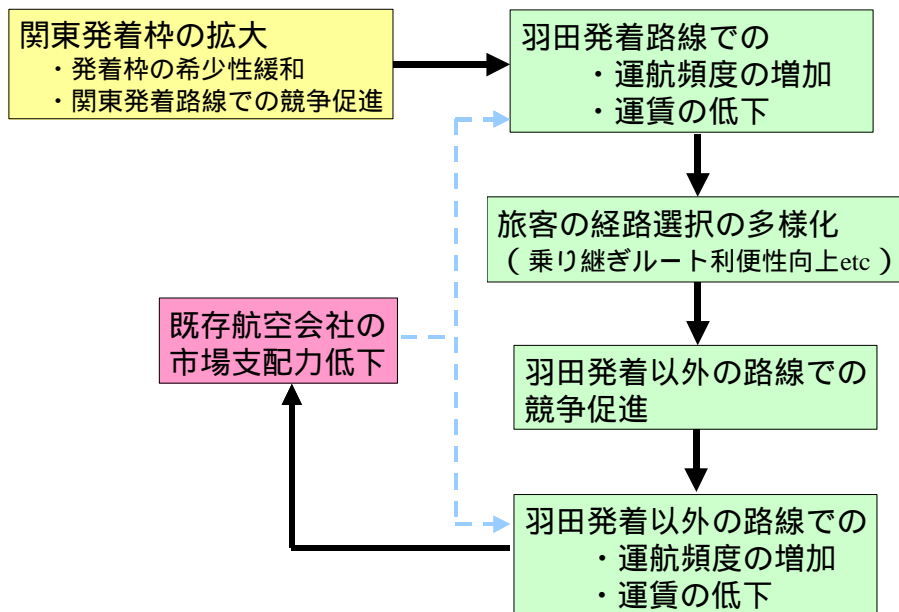 関東発着枠の拡大
・発着枠の希少性緩和
・関東発着路線での競争促進
羽田発着路線での
・運航頻度の増加
・運賃の低下
旅客の経路選択の多様化
（乗り継ぎルート利便性向上etc）
羽田発着以外の路線での
競争促進
羽田発着以外の路線での
・運航頻度の増加
・運賃の低下
既存航空会社の
市場支配力低下